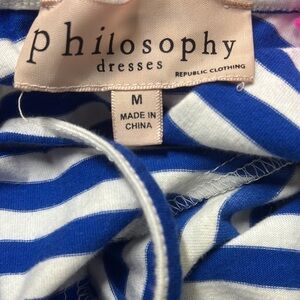 philosophy
dresses
REPUBLIC CLOTHING
M
MADE IN
CHINA